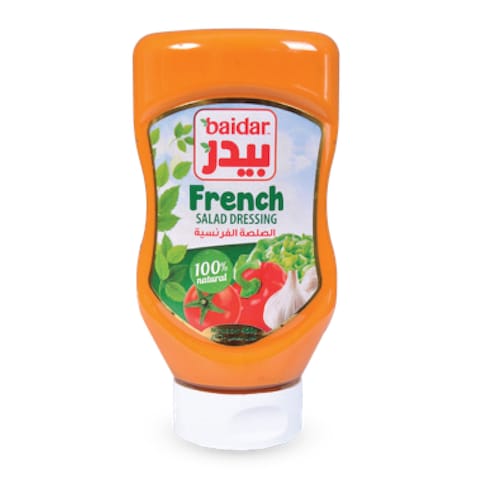 baidar
بيدر
French
SALAD DRESSING
الصلصة الفرنسية
100%
natural